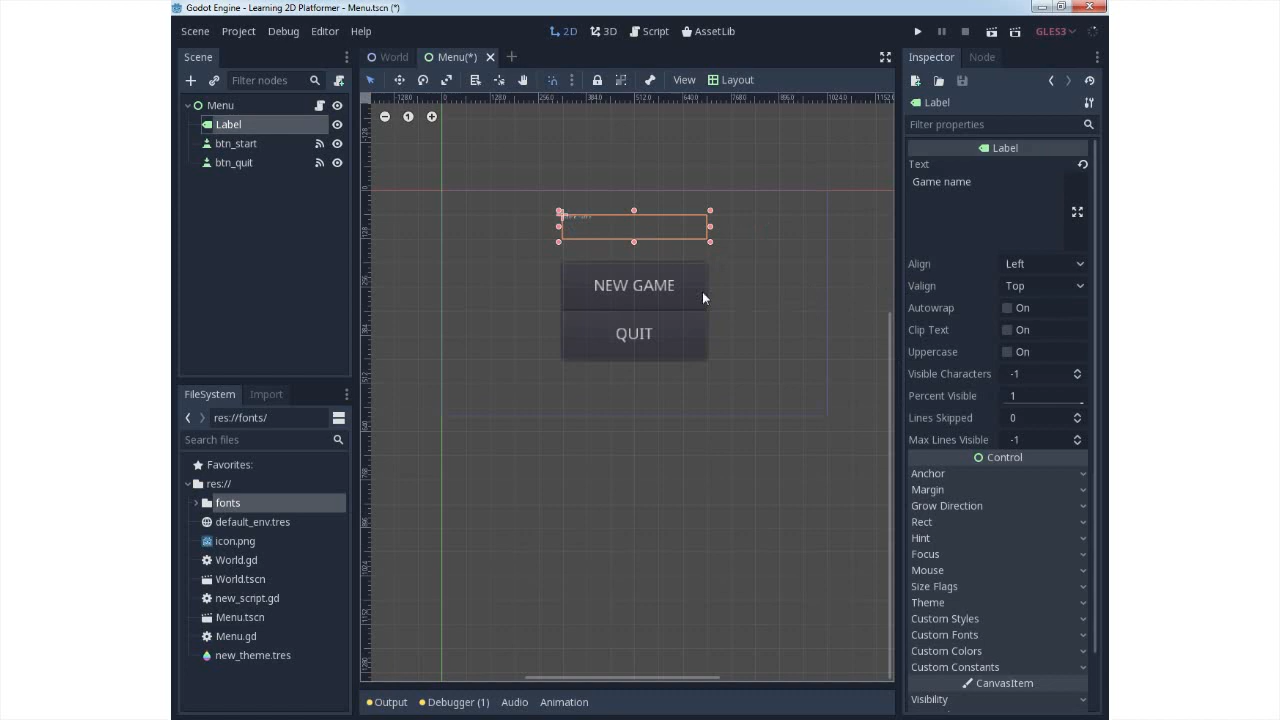 Godot Engine - Learning 2D Platformer - Menu.tscn (*)
Scene Project Debug Editor Help
2D 3D Script AssetLib
GLES3
Scene
World Menu(*)
Inspector Node
Filter nodes
View Layout
Menu
Label
btn_start
btn_quit
Label
Filter properties
Label
Text
Game name
NEW GAME
QUIT
Align Left
Valign Top
Autowrap On
Clip Text On
Uppercase On
Visible Characters -1
Percent Visible 1
Lines Skipped 0
Max Lines Visible -1
Control
Anchor
Margin
Grow Direction
Rect
Hint
Focus
Mouse
Size Flags
Theme
Custom Styles
Custom Fonts
Custom Colors
Custom Constants
CanvasItem
Visibility
FileSystem Import
res://fonts/
Search files
Favorites:
res://
fonts
default_env.tres
icon.png
World.gd
World.tscn
new_script.gd
Menu.tscn
Menu.gd
new_theme.tres
Output Debugger (1) Audio Animation